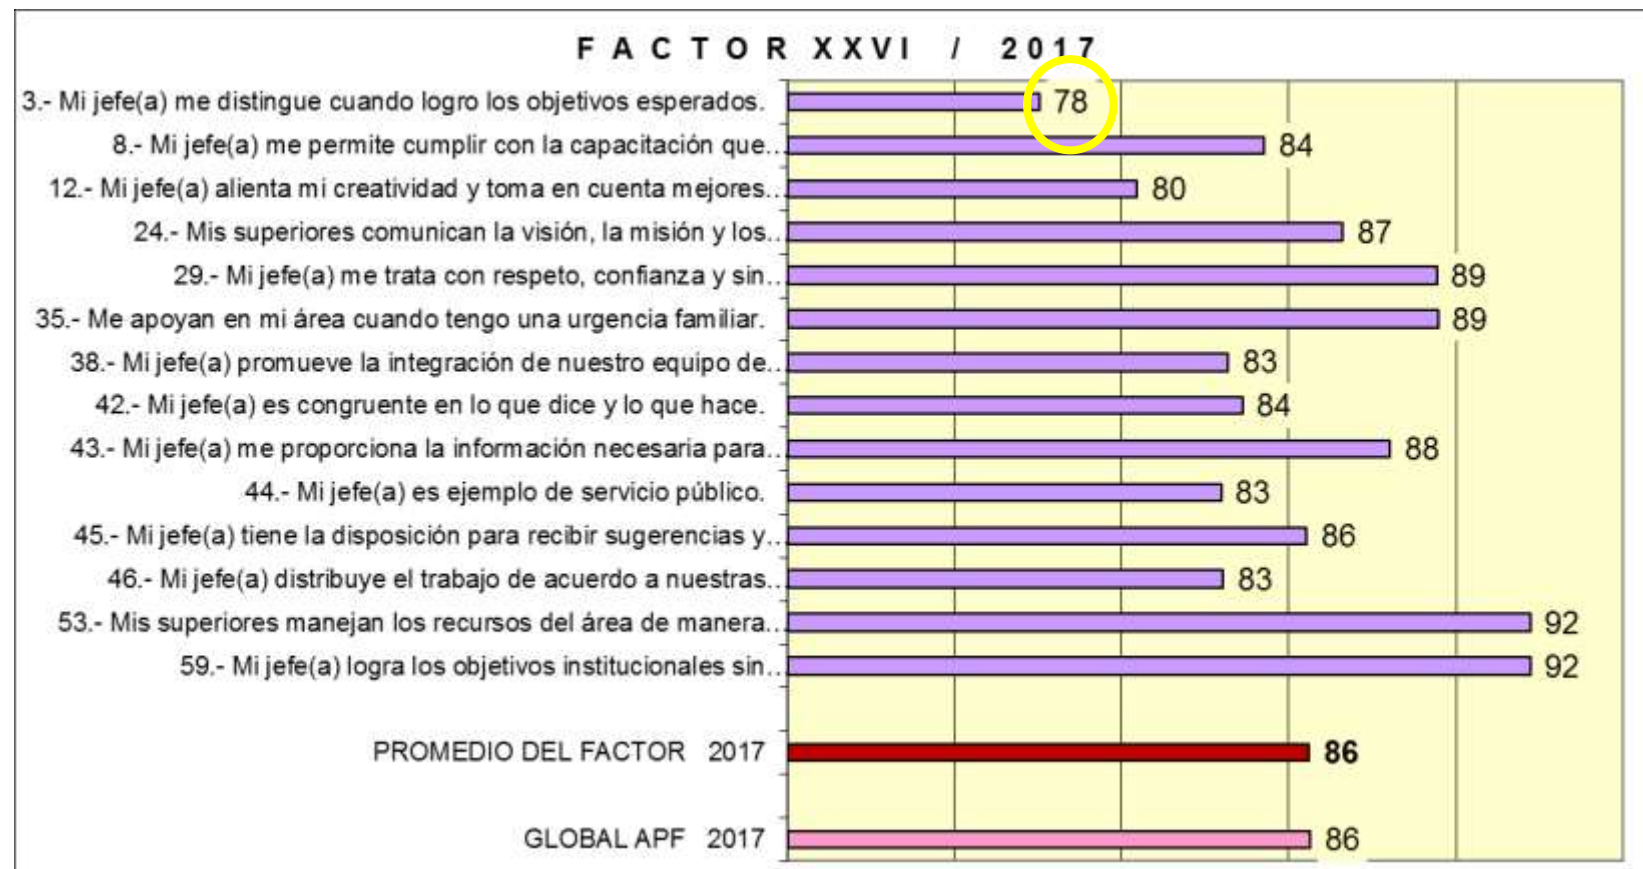 FACTOR XXVI / 2017
3.- Mi jefe(a) me distingue cuando logro los objetivos esperados. 78
8.- Mi jefe(a) me permite cumplir con la capacitación que.. 84
12.- Mi jefe(a) alienta mi creatividad y toma en cuenta mejores.. 80
24.- Mis superiores comunican la visión, la misión y los.. 87
29.- Mi jefe(a) me trata con respeto, confianza y sin.. 89
35.- Me apoyan en mi área cuando tengo una urgencia familiar. 89
38.- Mi jefe(a) promueve la integración de nuestro equipo de.. 83
42.- Mi jefe(a) es congruente en lo que dice y lo que hace. 84
43.- Mi jefe(a) me proporciona la información necesaria para.. 88
44.- Mi jefe(a) es ejemplo de servicio público. 83
45.- Mi jefe(a) tiene la disposición para recibir sugerencias y.. 86
46.- Mi jefe(a) distribuye el trabajo de acuerdo a nuestras.. 83
53.- Mis superiores manejan los recursos del área de manera.. 92
59.- Mi jefe(a) logra los objetivos institucionales sin.. 92
PROMEDIO DEL FACTOR 2017 86
GLOBAL APF 2017 86